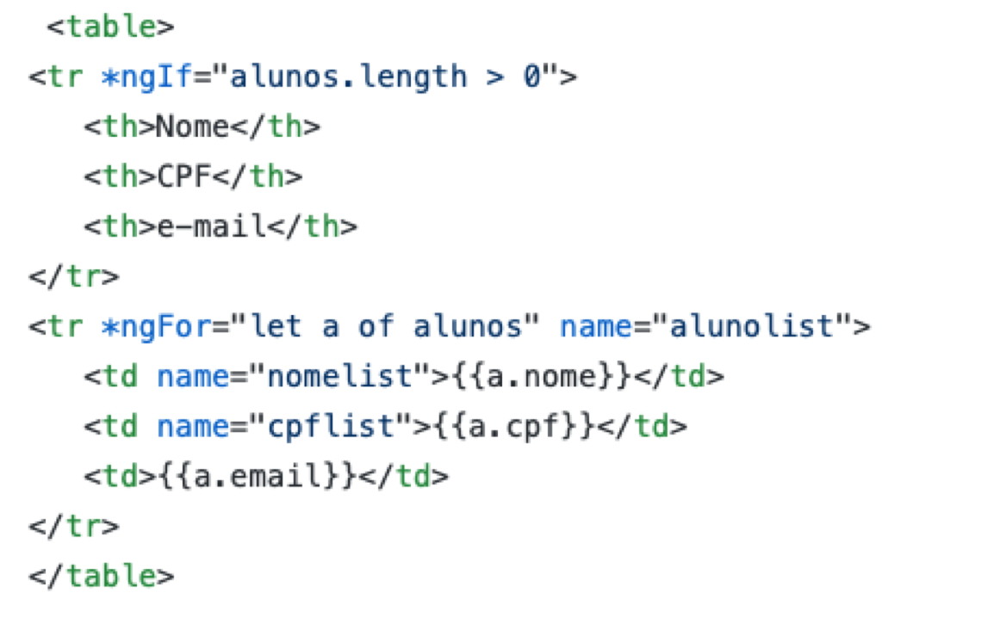 <table>
<tr *ngIf="alunos.length > 0">
<th>Nome</th>
<th>CPF</th>
<th>e-mail</th>
</tr>
<tr *ngFor="let a of alunos" name="alunolist">
<td name="nomelist">{{a.nome}}</td>
<td name="cpflist">{{a.cpf}}</td>
<td>{{a.email}}</td>
</tr>
</table>